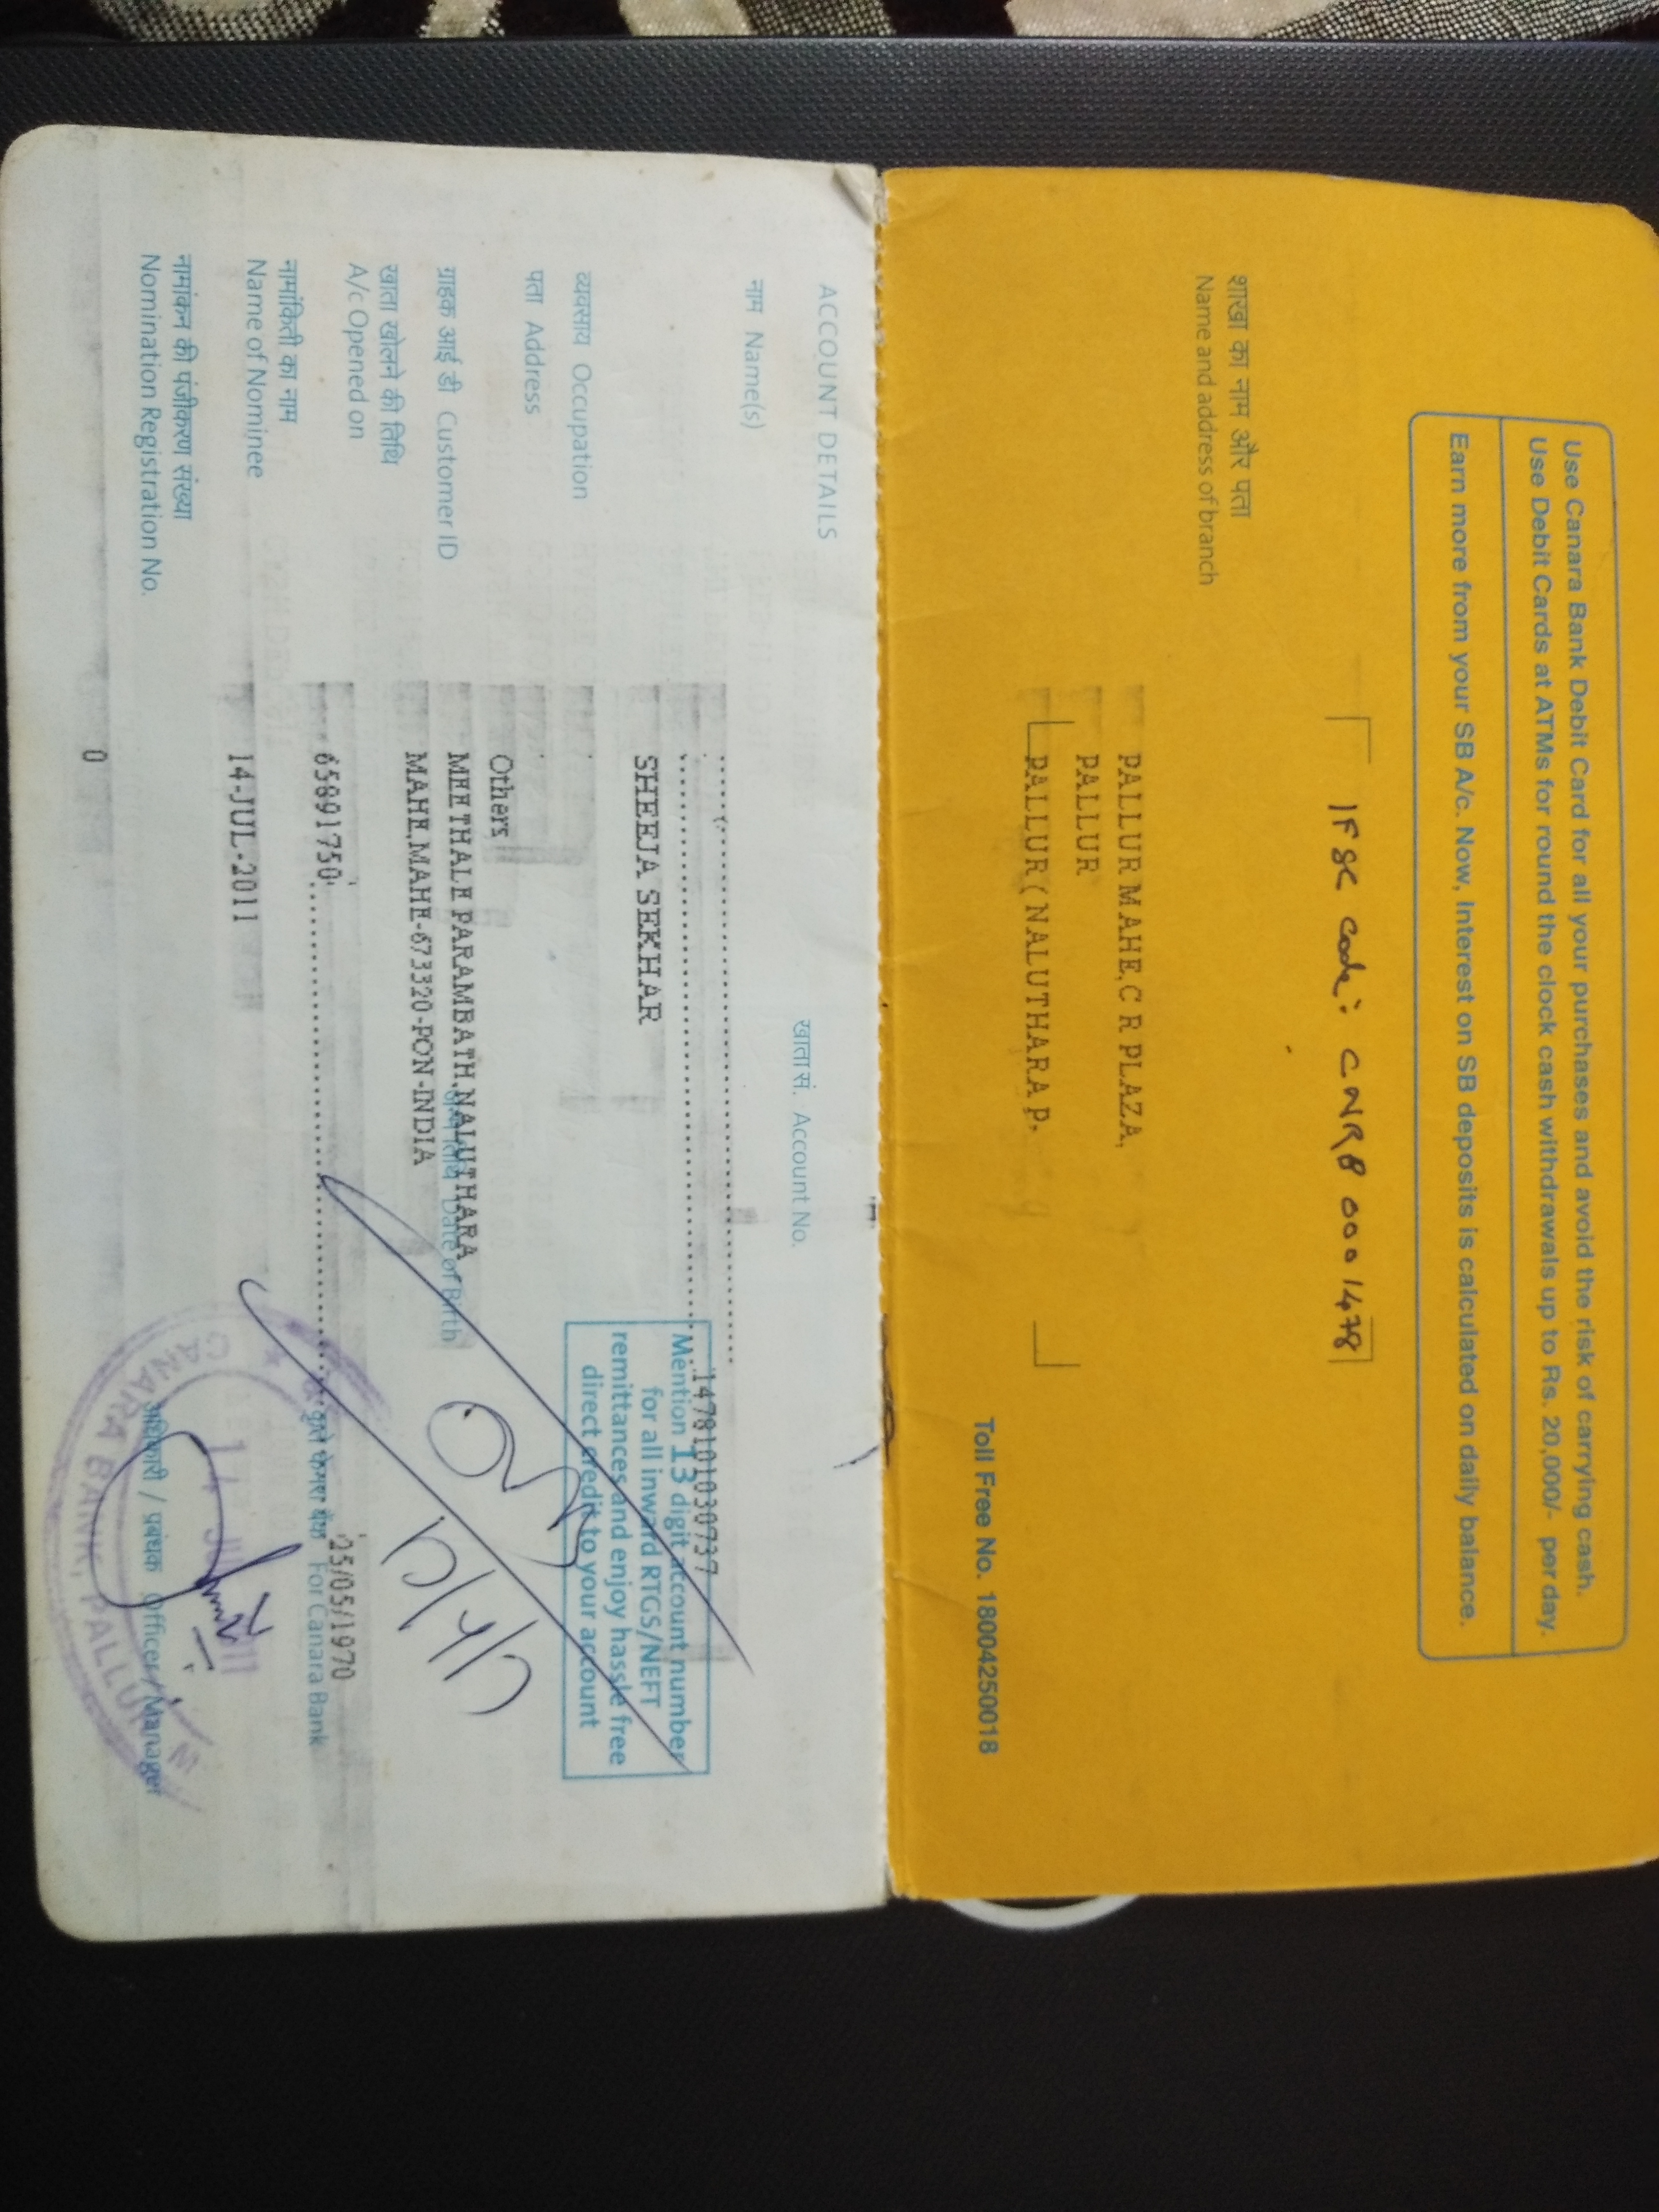 Use Canara Bank Debit Card for all your purchases and avoid the risk of carrying cash.
Use Debit Cards at ATMs for round the clock cash withdrawals up to Rs. 20,000/- per day.
Earn more from your SB A/c. Now, Interest on SB deposits is calculated on daily balance.
IFSC Code: CNRB 0001478
शाखा का नाम और पता
Name and address of branch
PALLUR MAHE,C R PLAZA,
PALLUR
PALLUR ( NALUTHARA P.
Toll Free No. 18004250018
ACCOUNT DETAILS
खाता सं. Account No.
नाम Name(s)
14781010 30737
Mention 13 digit account number
for all inward RTGS/NEFT
remittances and enjoy hassle free
direct credit to your account
SHEEJA SEKHAR
व्यवसाय Occupation
पता Address
Others
MEETHALE PARAMBATH,NALUTHARA
MAHE,MAHE-673320-PON-INDIA
ग्राहक आई डी Customer ID
Date of Birth
खाता खोलने की तिथि
A/c Opened on
65891750
25/05/1970
कृते केनरा बैंक For Canara Bank
नामांकिती का नाम
Name of Nominee
14-JUL-2011
नामांकन की पंजीकरण संख्या
Nomination Registration No.
अधिकारी / प्रबंधक Officer / Manager
0
CANARA BANK, PALLUR